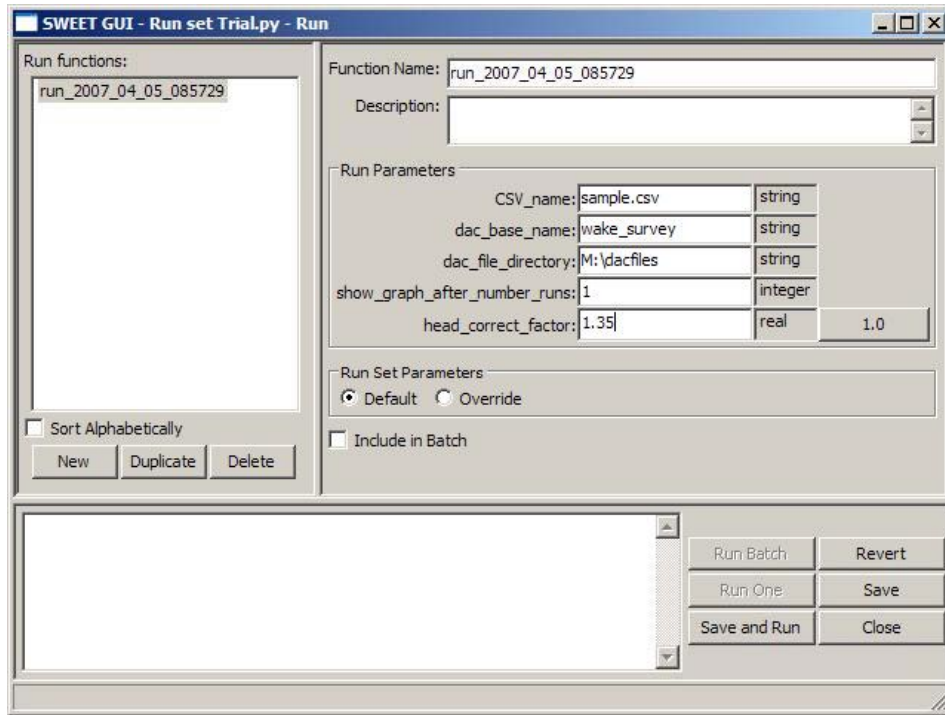 SWEET GUI - Run set Trial.py - Run
Run functions:
run_2007_04_05_085729
Sort Alphabetically
New Duplicate Delete
Function Name: run_2007_04_05_085729
Description:
Run Parameters
CSV_name: sample.csv string
dac_base_name: wake_survey string
dac_file_directory: M:\dacfiles string
show_graph_after_number_runs: 1 integer
head_correct_factor: 1.35 real 1.0
Run Set Parameters
Default Override
Include in Batch
Run Batch Revert
Run One Save
Save and Run Close